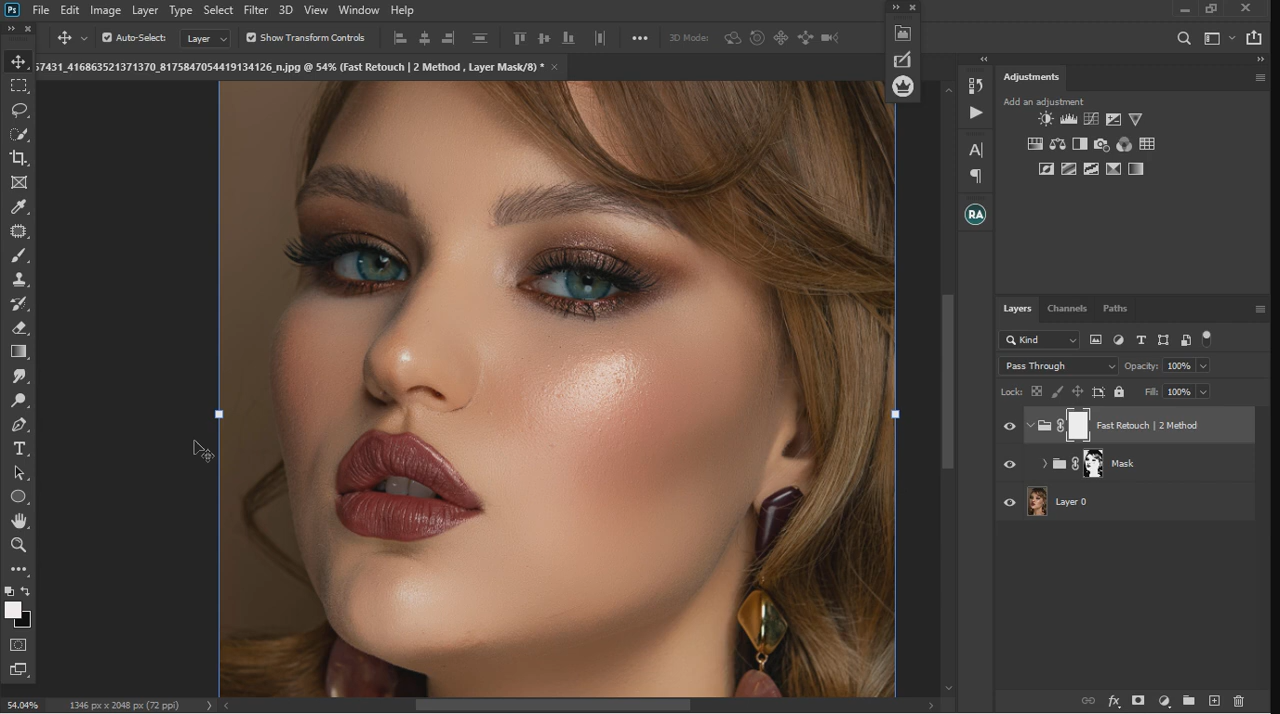 Ps File Edit Image Layer Type Select Filter 3D View Window Help
Auto-Select: Layer Show Transform Controls 3D Mode:
57431_416863521371370_8175847054419134126_n.jpg @ 54% (Fast Retouch | 2 Method , Layer Mask/8) *
Adjustments
Add an adjustment
A|
RA
Layers Channels Paths
Kind
Pass Through Opacity: 100%
Lock: Fill: 100%
Fast Retouch | 2 Method
Mask
Layer 0
54.04% 1346 px x 2048 px (72 ppi)